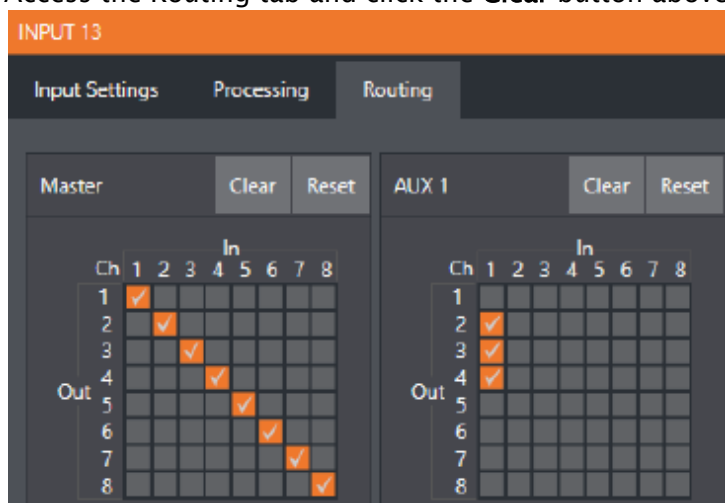 Access the Routing tab and click the Clear button above
INPUT 13
Input Settings Processing Routing
Master Clear Reset AUX 1 Clear Reset
In In
Ch 1 2 3 4 5 6 7 8 Ch 1 2 3 4 5 6 7 8
1 1
2 2
3 3
4 4
Out Out
5 5
6 6
7 7
8 8